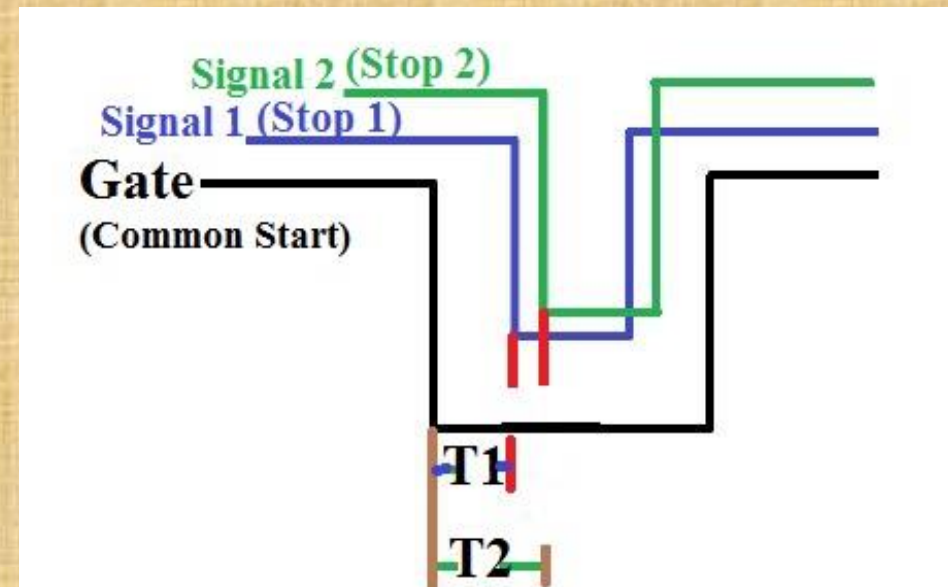 Signal 2 (Stop 2)
Signal 1 (Stop 1)
Gate
(Common Start)
T1
T2